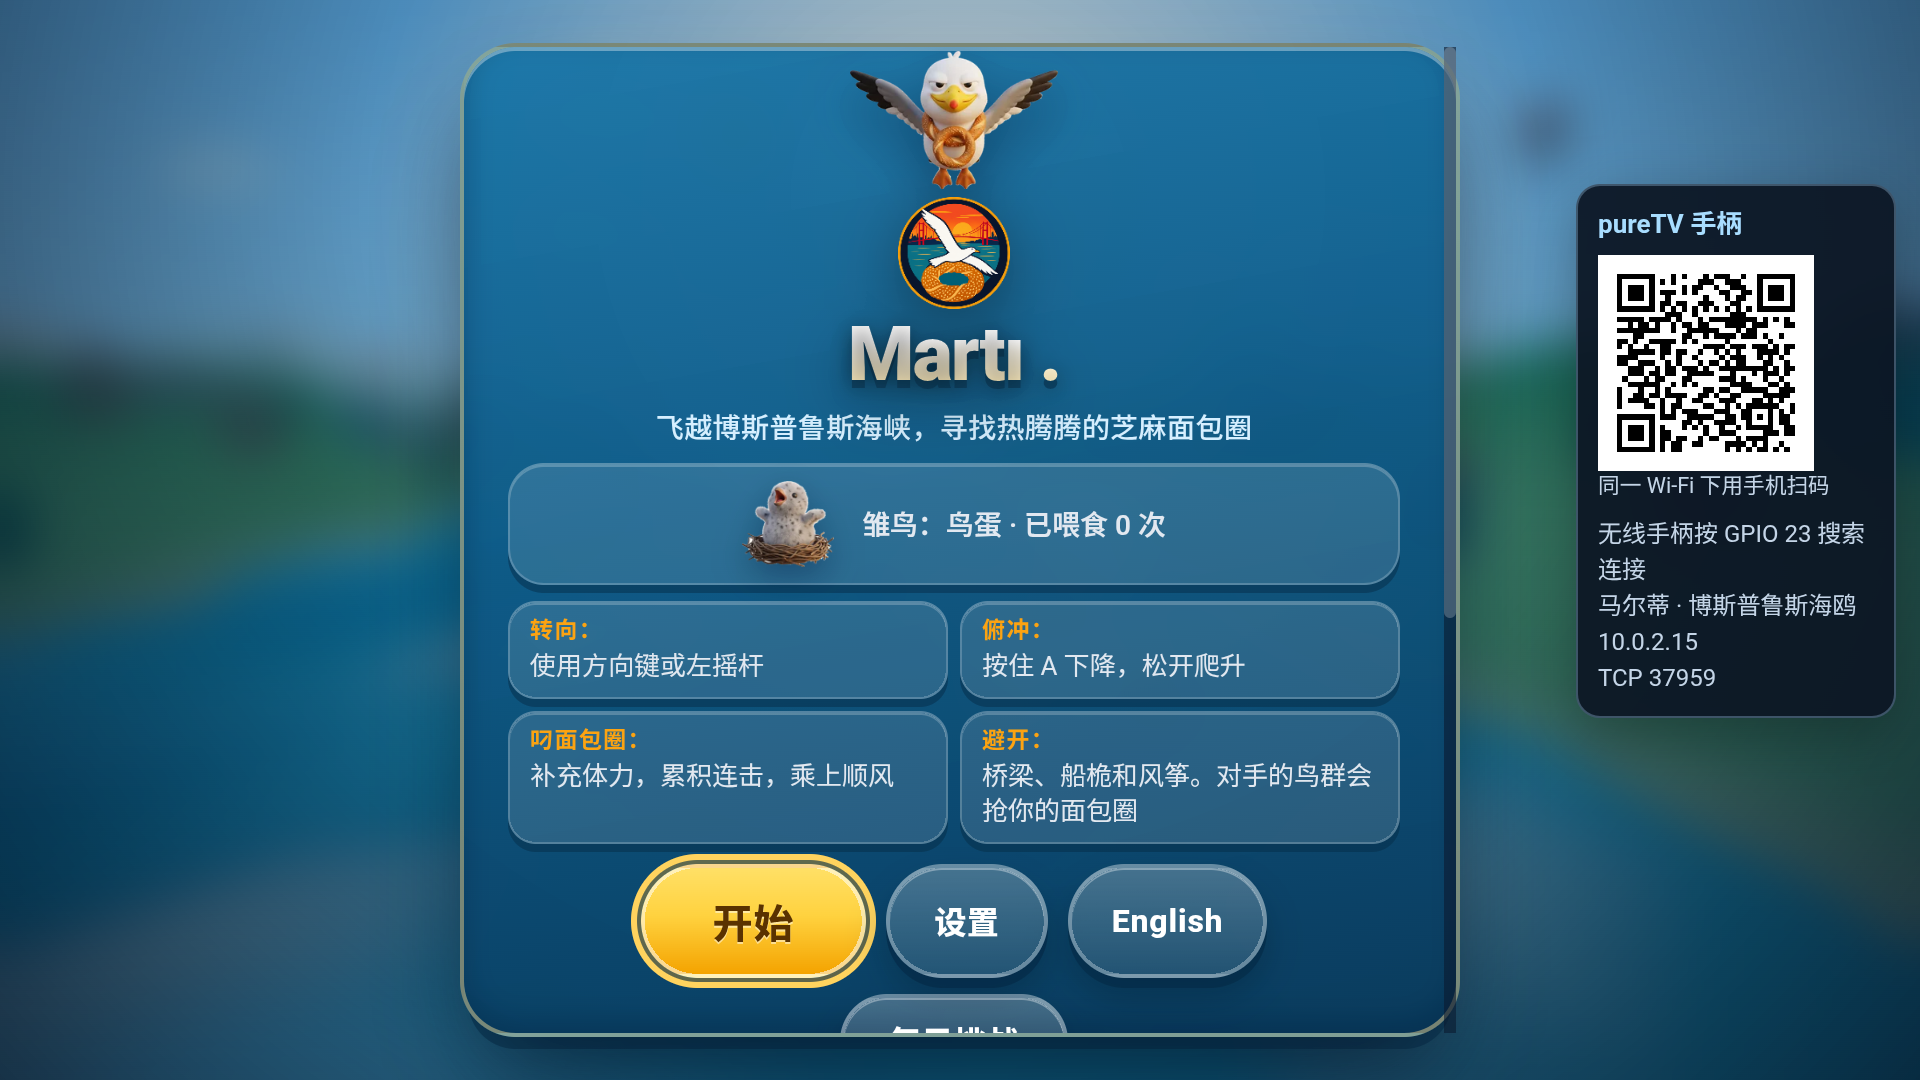 Martı .
飞越博斯普鲁斯海峡，寻找热腾腾的芝麻面包圈
雏鸟：鸟蛋 · 已喂食 0 次
转向：
使用方向键或左摇杆
俯冲：
按住 A 下降，松开爬升
叼面包圈：
补充体力，累积连击，乘上顺风
避开：
桥梁、船桅和风筝。对手的鸟群会
抢你的面包圈
开始
设置
English
pureTV 手柄
同一 Wi-Fi 下用手机扫码
无线手柄按 GPIO 23 搜索
连接
马尔蒂 · 博斯普鲁斯海鸥
10.0.2.15
TCP 37959